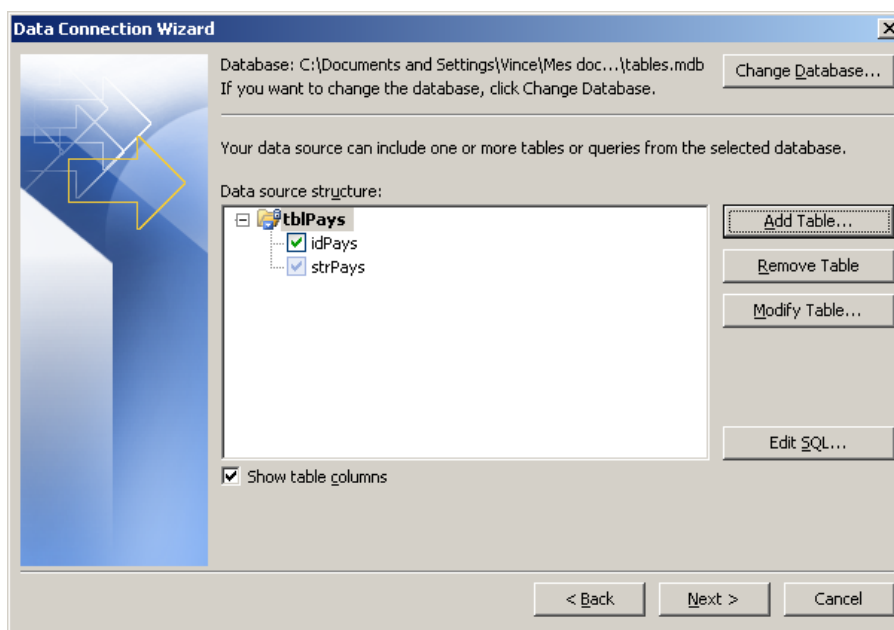 Data Connection Wizard
Database: C:\Documents and Settings\Vince\Mes doc...\tables.mdb
Change Database...
If you want to change the database, click Change Database.
Your data source can include one or more tables or queries from the selected database.
Data source structure:
tblPays
Add Table...
idPays
strPays
Remove Table
Modify Table...
Edit SQL...
Show table columns
< Back
Next >
Cancel